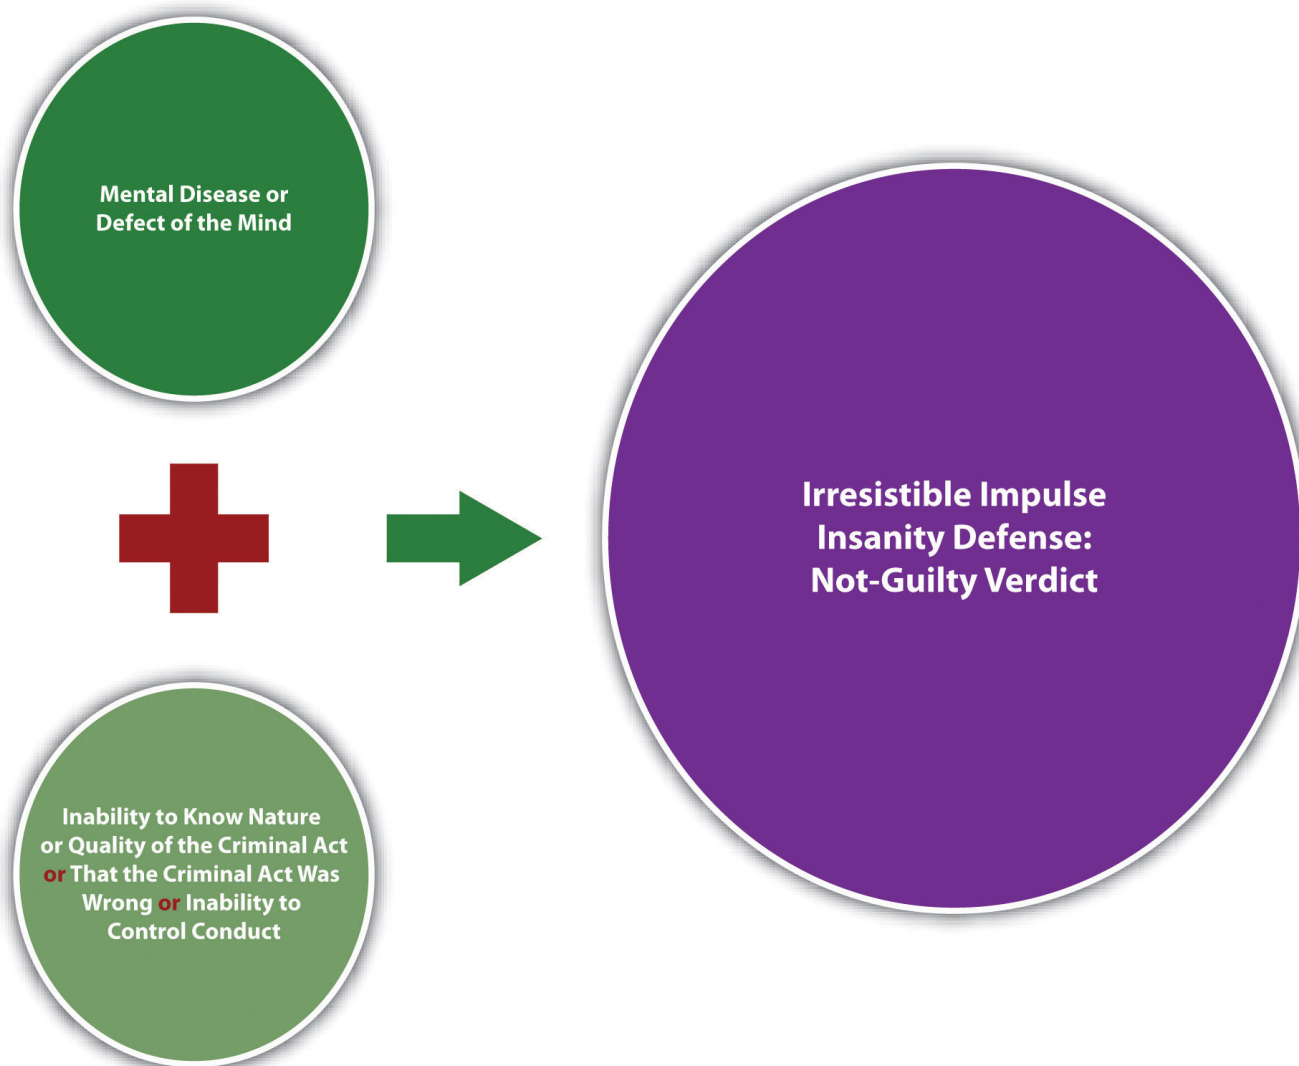 Mental Disease or
Defect of the Mind
Irresistible Impulse
Insanity Defense:
Not-Guilty Verdict
Inability to Know Nature
or Quality of the Criminal Act
or That the Criminal Act Was
Wrong or Inability to
Control Conduct